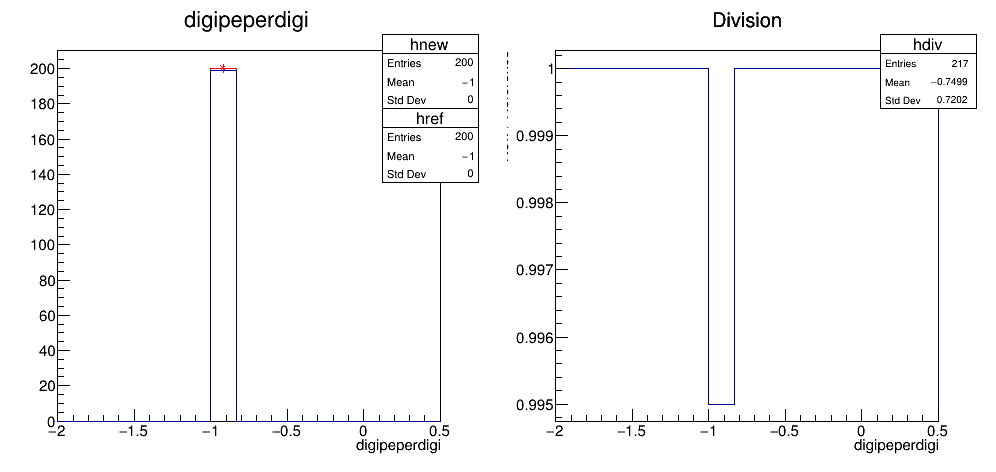 digipeperdigi
hnew
Entries 200
Mean −1
Std Dev 0
href
Entries 200
Mean −1
Std Dev 0
200
180
160
140
120
100
80
60
40
20
0
−2 −1.5 −1 −0.5 0 0.5
digipeperdigi
Division
hdiv
Entries 217
Mean −0.7499
Std Dev 0.7202
1
0.999
0.998
0.997
0.996
0.995
−2 −1.5 −1 −0.5 0 0.5
digipeperdigi